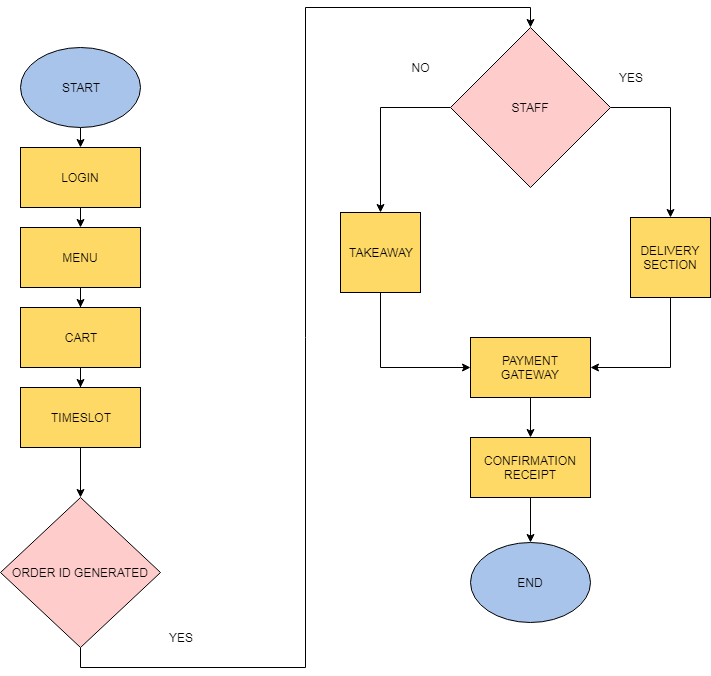 START
LOGIN
MENU
CART
TIMESLOT
ORDER ID GENERATED
YES
STAFF
NO
YES
TAKEAWAY
DELIVERY
SECTION
PAYMENT
GATEWAY
CONFIRMATION
RECEIPT
END